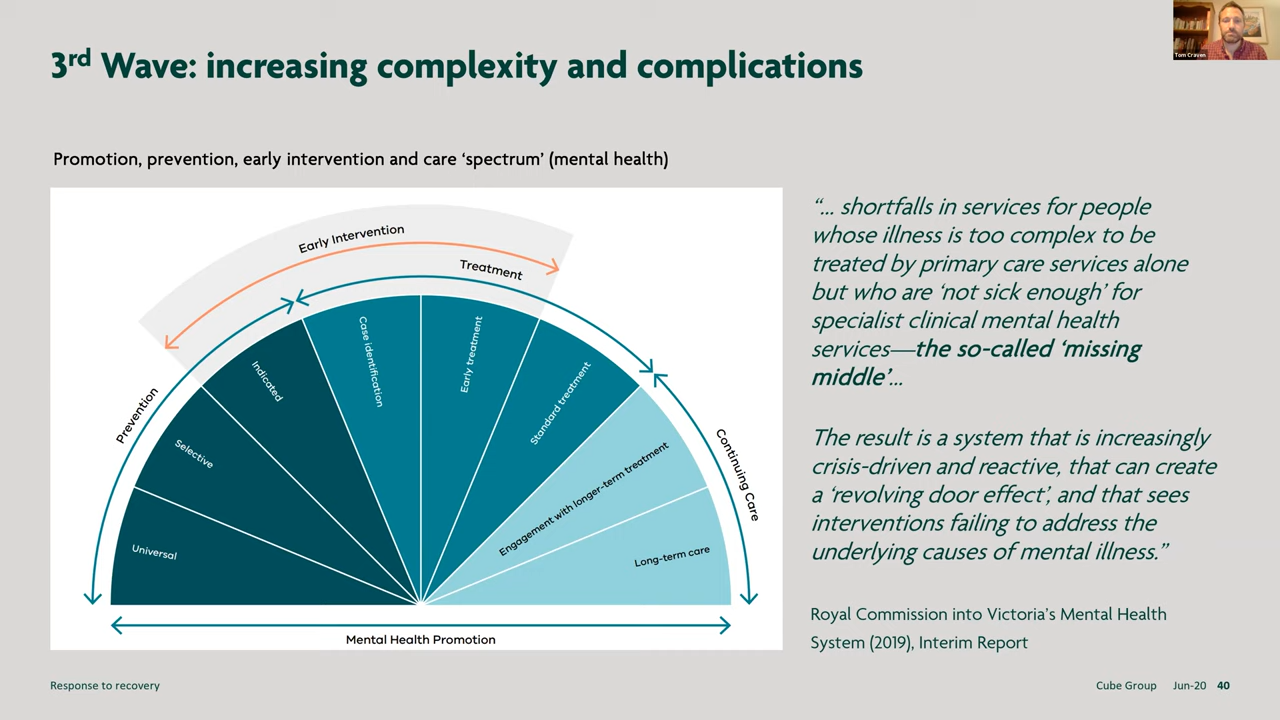 3rd Wave: increasing complexity and complications
Tom Craven
Promotion, prevention, early intervention and care ‘spectrum’ (mental health)
Early Intervention
Treatment
Prevention
Continuing Care
Universal
Selective
Indicated
Case identification
Early treatment
Standard treatment
Engagement with longer-term treatment
Long-term care
Mental Health Promotion
“... shortfalls in services for people
whose illness is too complex to be
treated by primary care services alone
but who are ‘not sick enough’ for
specialist clinical mental health
services—the so-called ‘missing
middle’...
The result is a system that is increasingly
crisis-driven and reactive, that can create
a ‘revolving door effect’, and that sees
interventions failing to address the
underlying causes of mental illness.”
Royal Commission into Victoria’s Mental Health
System (2019), Interim Report
Response to recovery
Cube Group Jun-20 40